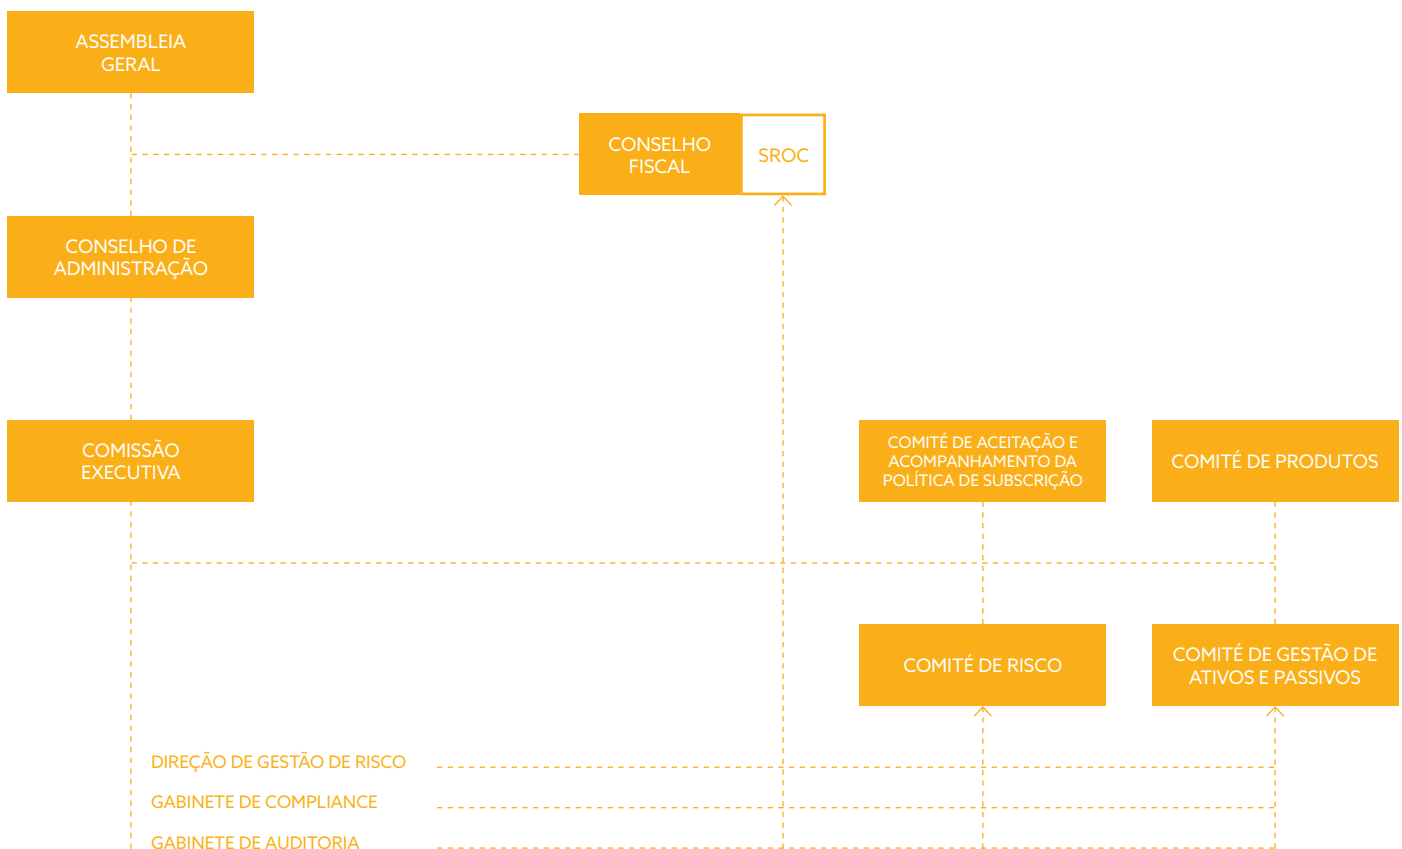 ASSEMBLEIA
GERAL
CONSELHO
FISCAL
SROC
CONSELHO DE
ADMINISTRAÇÃO
COMISSÃO
EXECUTIVA
COMITÉ DE ACEITAÇÃO E
ACOMPANHAMENTO DA
POLÍTICA DE SUBSCRIÇÃO
COMITÉ DE PRODUTOS
COMITÉ DE RISCO
COMITÉ DE GESTÃO DE
ATIVOS E PASSIVOS
DIREÇÃO DE GESTÃO DE RISCO
GABINETE DE COMPLIANCE
GABINETE DE AUDITORIA